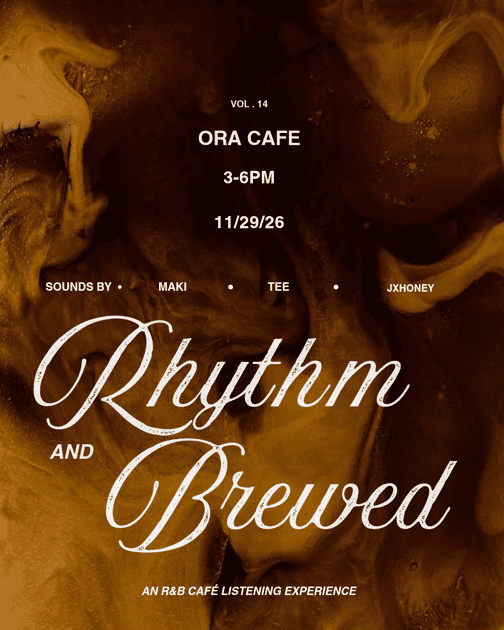 VOL . 14
ORA CAFE
3-6PM
11/29/26
SOUNDS BY • MAKI • TEE • JXHONEY
Rhythm
AND
Brewed
AN R&B CAFÉ LISTENING EXPERIENCE